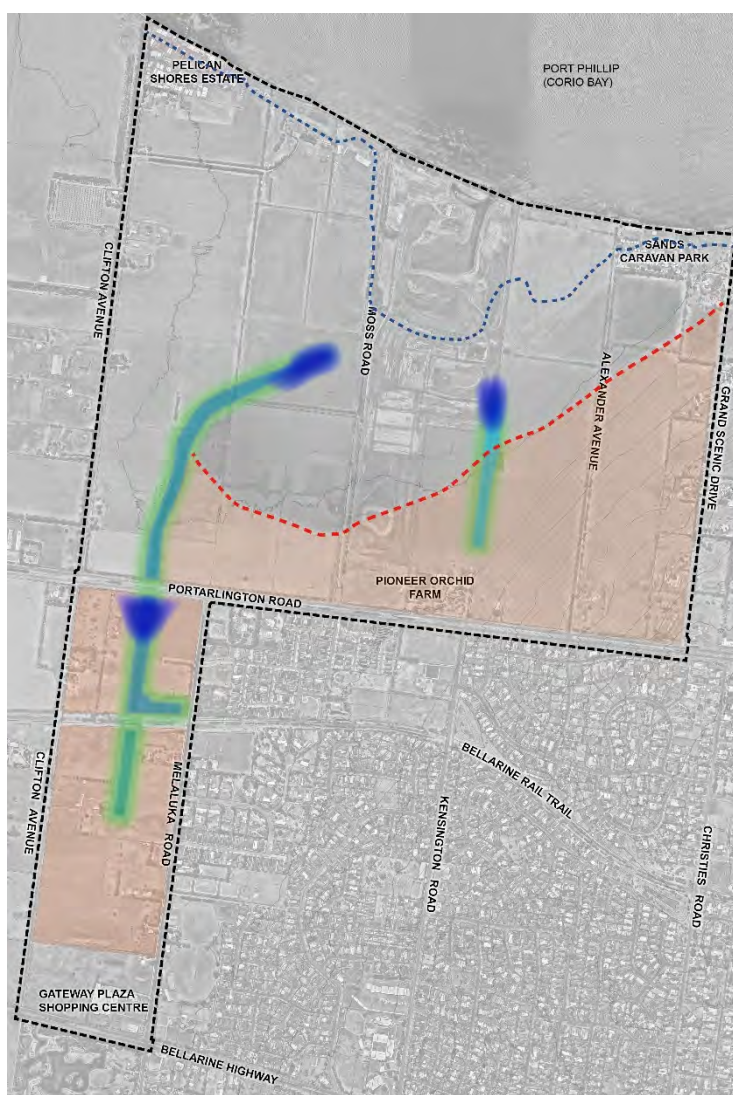 PELICAN
SHORES ESTATE
PORT PHILLIP
(CORIO BAY)
SANDS
CARAVAN PARK
CLIFTON AVENUE
MOSS ROAD
ALEXANDER AVENUE
GRAND SCENIC DRIVE
PORTARLINGTON ROAD
PIONEER ORCHID
FARM
BELLARINE RAIL TRAIL
CLIFTON AVENUE
MELALUKA ROAD
KENSINGTON ROAD
CHRISTIES ROAD
GATEWAY PLAZA
SHOPPING CENTRE
BELLARINE HIGHWAY